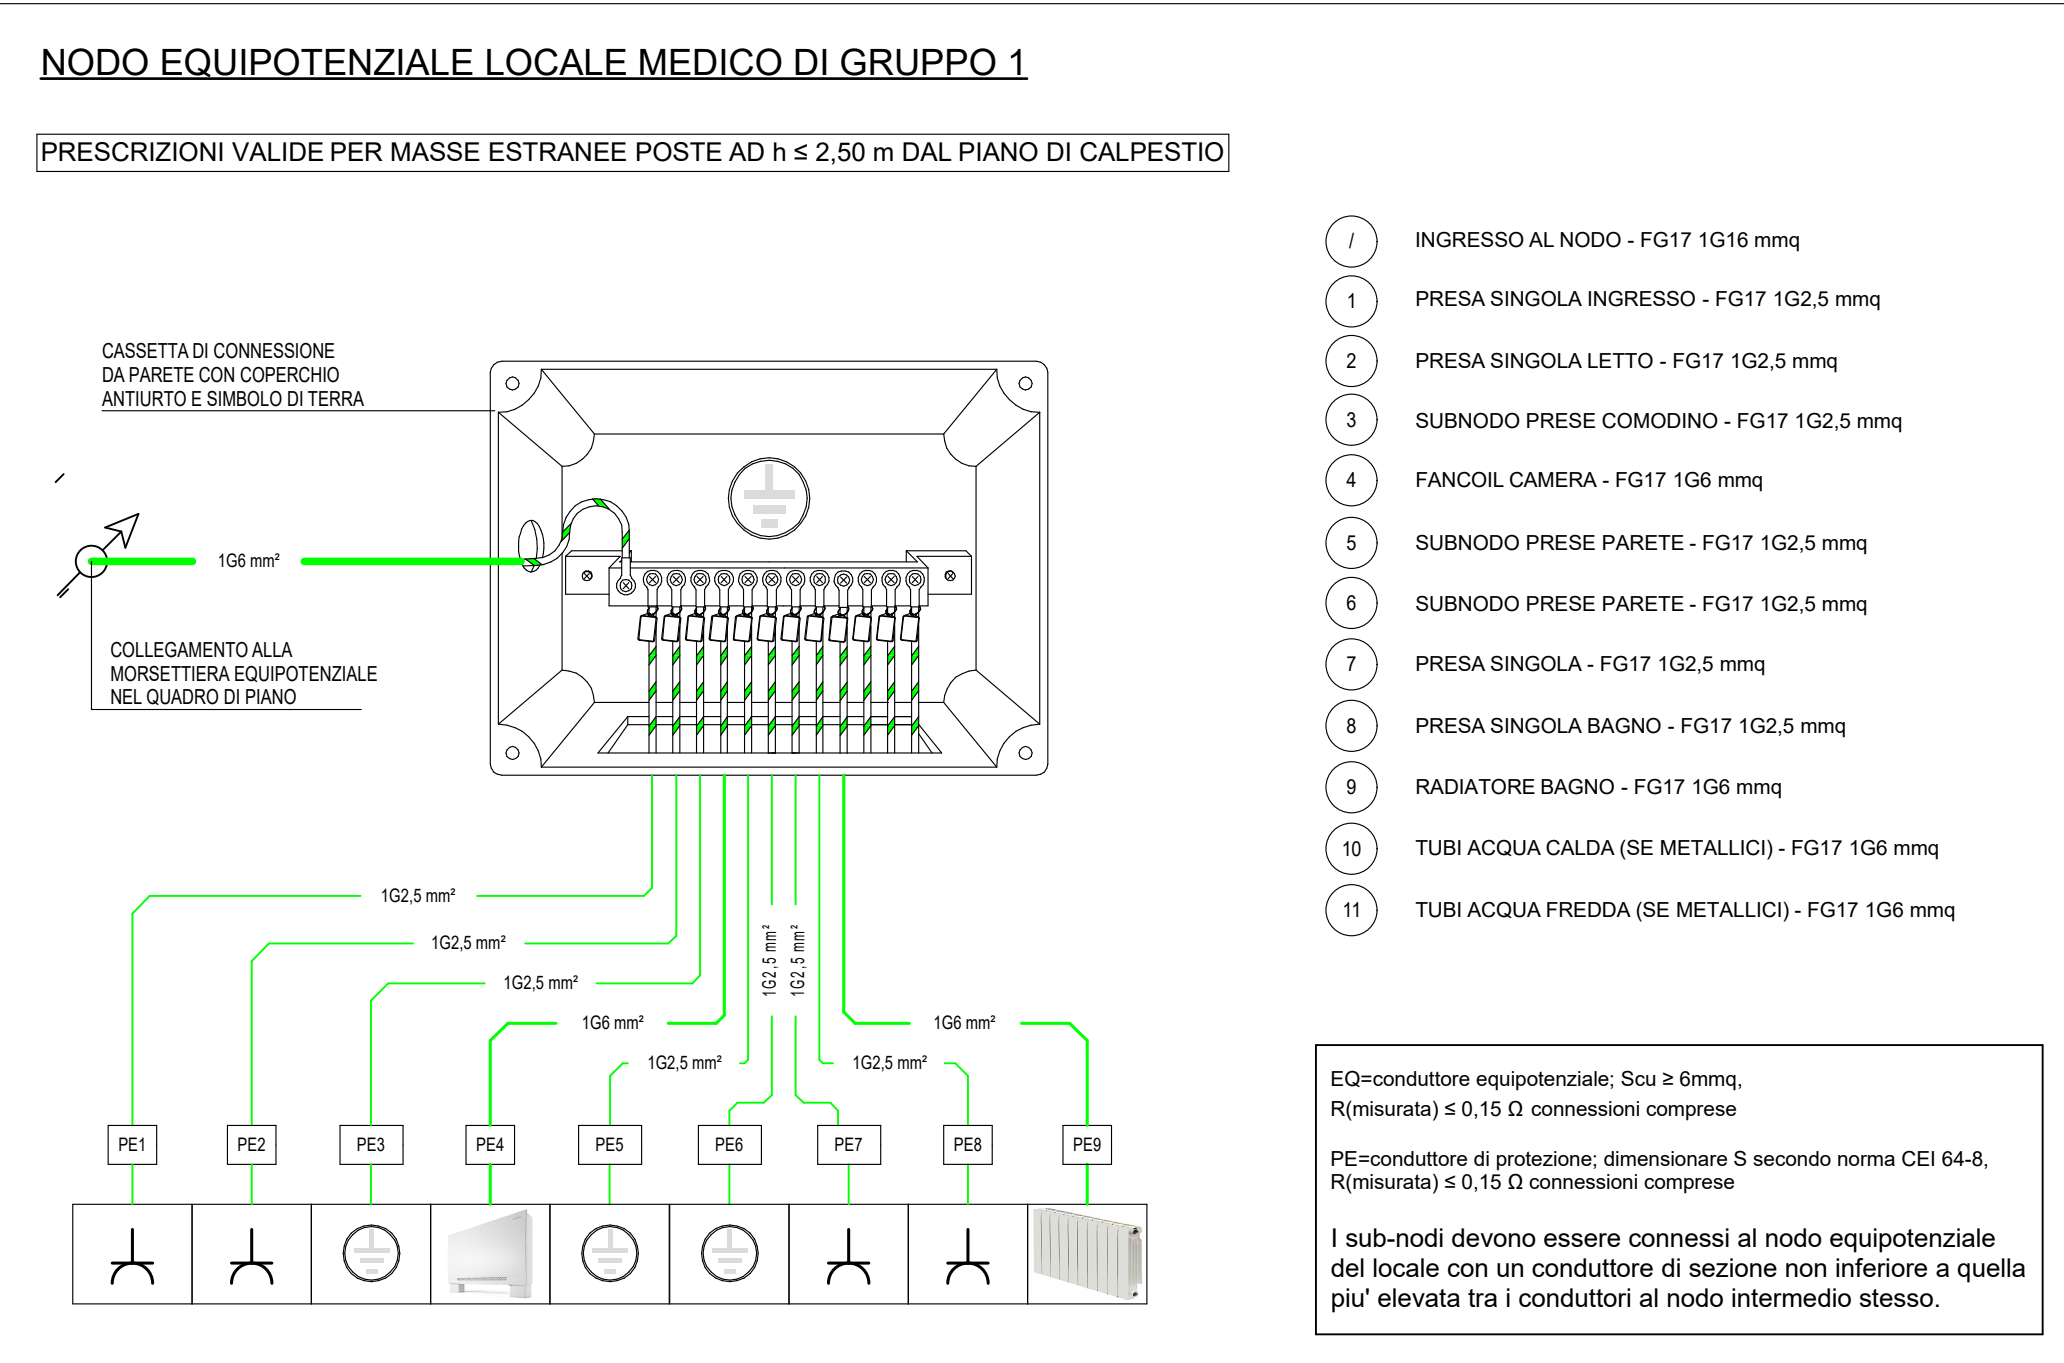 NODO EQUIPOTENZIALE LOCALE MEDICO DI GRUPPO 1
PRESCRIZIONI VALIDE PER MASSE ESTRANEE POSTE AD h ≤ 2,50 m DAL PIANO DI CALPESTIO
CASSETTA DI CONNESSIONE
DA PARETE CON COPERCHIO
ANTIURTO E SIMBOLO DI TERRA
1G6 mm²
COLLEGAMENTO ALLA
MORSETTIERA EQUIPOTENZIALE
NEL QUADRO DI PIANO
1G2,5 mm²
1G2,5 mm²
1G2,5 mm²
1G2,5 mm²
1G2,5 mm²
1G6 mm²
1G6 mm²
1G2,5 mm²
1G2,5 mm²
PE1
PE2
PE3
PE4
PE5
PE6
PE7
PE8
PE9
/ INGRESSO AL NODO - FG17 1G16 mmq
1 PRESA SINGOLA INGRESSO - FG17 1G2,5 mmq
2 PRESA SINGOLA LETTO - FG17 1G2,5 mmq
3 SUBNODO PRESE COMODINO - FG17 1G2,5 mmq
4 FANCOIL CAMERA - FG17 1G6 mmq
5 SUBNODO PRESE PARETE - FG17 1G2,5 mmq
6 SUBNODO PRESE PARETE - FG17 1G2,5 mmq
7 PRESA SINGOLA - FG17 1G2,5 mmq
8 PRESA SINGOLA BAGNO - FG17 1G2,5 mmq
9 RADIATORE BAGNO - FG17 1G6 mmq
10 TUBI ACQUA CALDA (SE METALLICI) - FG17 1G6 mmq
11 TUBI ACQUA FREDDA (SE METALLICI) - FG17 1G6 mmq
EQ=conduttore equipotenziale; Scu ≥ 6mmq,
R(misurata) ≤ 0,15 Ω connessioni comprese
PE=conduttore di protezione; dimensionare S secondo norma CEI 64-8,
R(misurata) ≤ 0,15 Ω connessioni comprese
I sub-nodi devono essere connessi al nodo equipotenziale
del locale con un conduttore di sezione non inferiore a quella
piu' elevata tra i conduttori al nodo intermedio stesso.